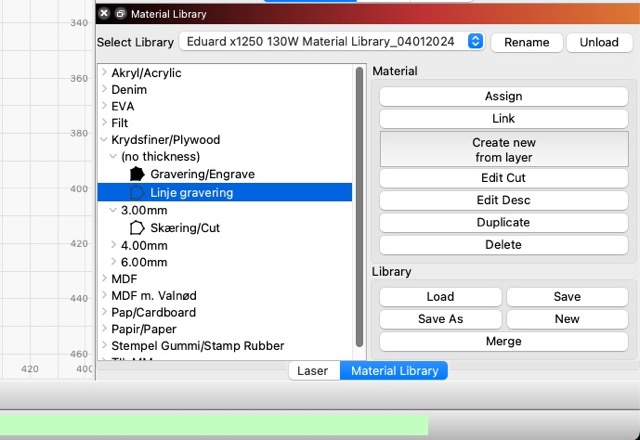 340
Material Library
Select Library
Eduard x1250 130W Material Library_04012024
Rename
Unload
360
380
400
420
440
460
420
400
Akryl/Acrylic
Denim
EVA
Filt
Krydsfiner/Plywood
(no thickness)
Gravering/Engrave
Linje gravering
3.00mm
Skæring/Cut
4.00mm
6.00mm
MDF
MDF m. Valnød
Pap/Cardboard
Papir/Paper
Stempel Gummi/Stamp Rubber
Material
Assign
Link
Create new
from layer
Edit Cut
Edit Desc
Duplicate
Delete
Library
Load
Save
Save As
New
Merge
Laser
Material Library